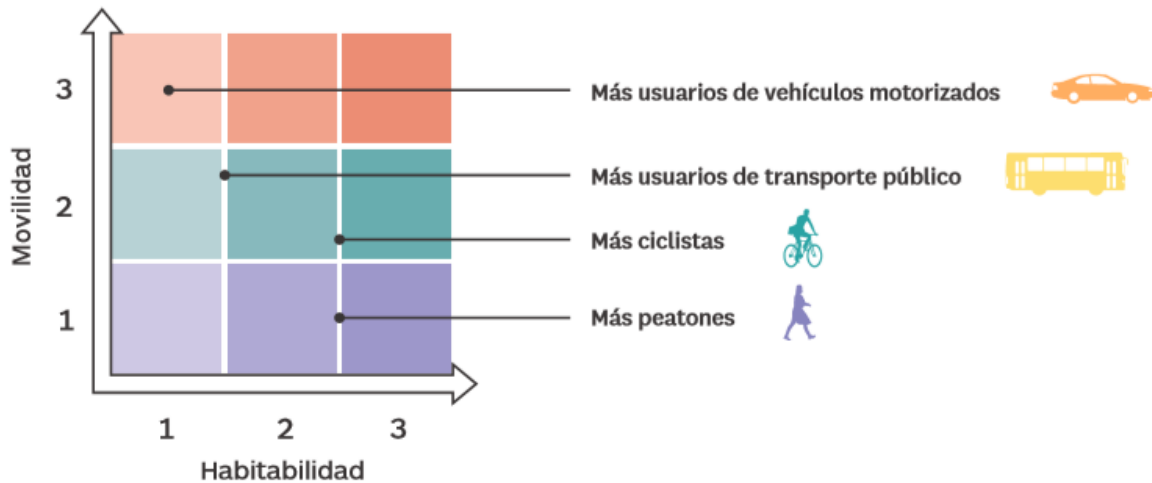 Movilidad
3
2
1
Más usuarios de vehículos motorizados
Más usuarios de transporte público
Más ciclistas
Más peatones
1 2 3
Habitabilidad